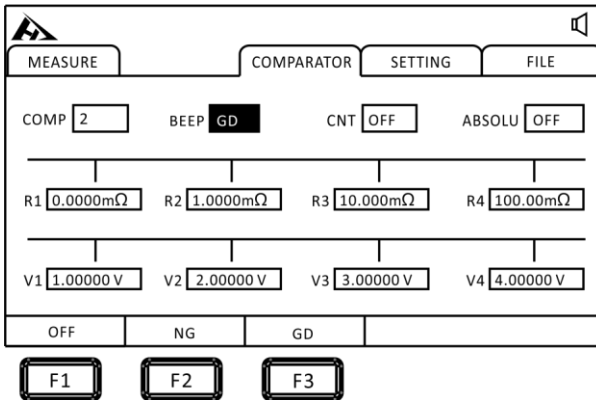 MEASURE COMPARATOR SETTING FILE
COMP 2 BEEP GD CNT OFF ABSOLU OFF
R1 0.0000mΩ R2 1.0000mΩ R3 10.000mΩ R4 100.00mΩ
V1 1.00000 V V2 2.00000 V V3 3.00000 V V4 4.00000 V
OFF NG GD
F1 F2 F3